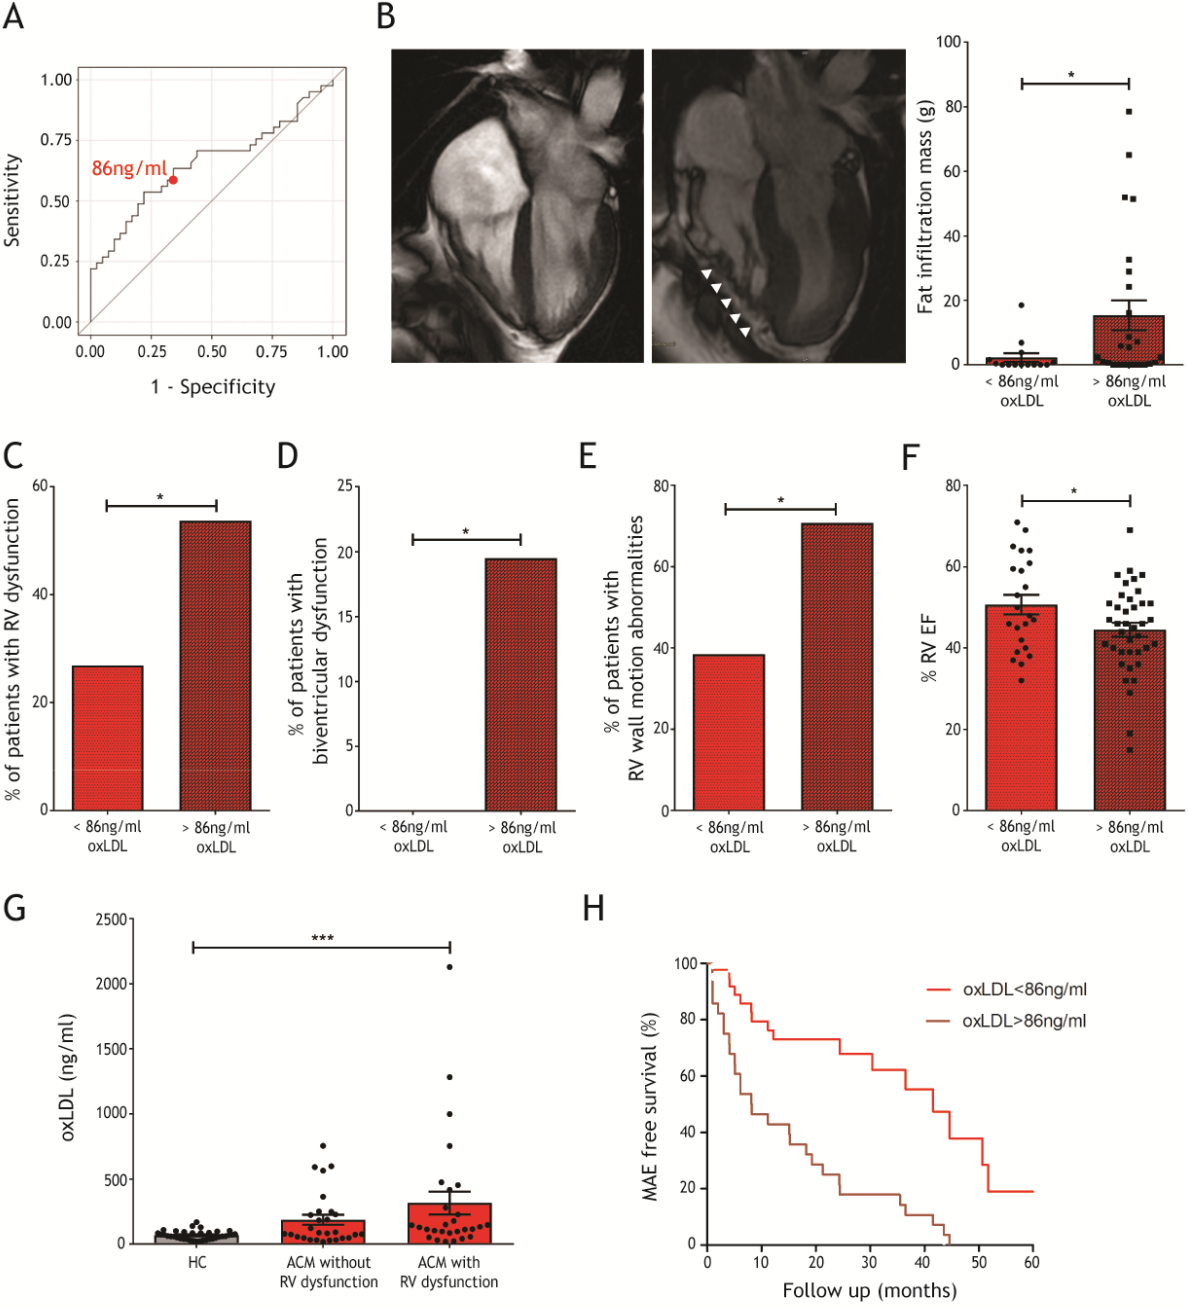 A
1.00
0.75
0.50
0.25
0.00
Sensitivity
86ng/ml
0.00 0.25 0.50 0.75 1.00
1 - Specificity
B
Fat infiltration mass (g)
100
80
60
40
20
0
*
< 86ng/ml
oxLDL
> 86ng/ml
oxLDL
C
% of patients with RV dysfunction
60
40
20
0
*
< 86ng/ml
oxLDL
> 86ng/ml
oxLDL
D
% of patients with
biventricular dysfunction
25
20
15
10
5
0
*
< 86ng/ml
oxLDL
> 86ng/ml
oxLDL
E
% of patients with
RV wall motion abnormalities
80
60
40
20
0
*
< 86ng/ml
oxLDL
> 86ng/ml
oxLDL
F
% RV EF
80
60
40
20
0
*
< 86ng/ml
oxLDL
> 86ng/ml
oxLDL
G
oxLDL (ng/ml)
2500
2000
1500
1000
500
0
***
HC
ACM without
RV dysfunction
ACM with
RV dysfunction
H
MAE free survival (%)
100
80
60
40
20
0
oxLDL<86ng/ml
oxLDL>86ng/ml
0 10 20 30 40 50 60
Follow up (months)